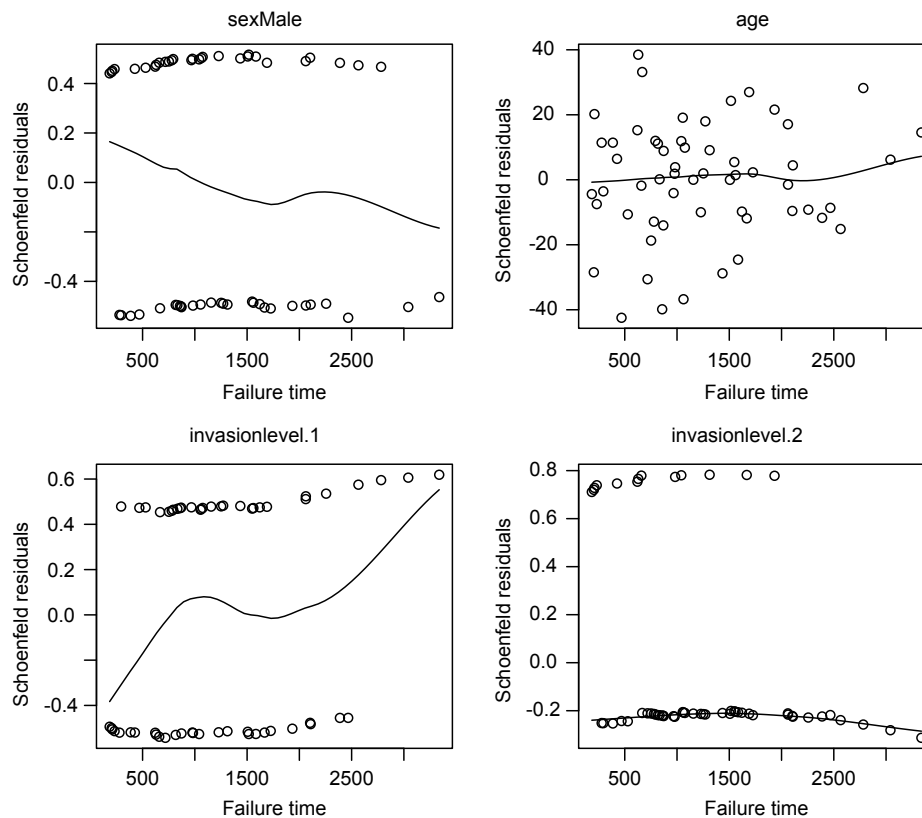 sexMale
Schoenfeld residuals
0.4
0.2
0.0
-0.4
500
1500
2500
Failure time
age
Schoenfeld residuals
40
20
0
-20
-40
500
1500
2500
Failure time
invasionlevel.1
Schoenfeld residuals
0.6
0.4
0.2
0.0
-0.4
500
1500
2500
Failure time
invasionlevel.2
Schoenfeld residuals
0.8
0.6
0.4
0.2
0.0
-0.2
500
1500
2500
Failure time